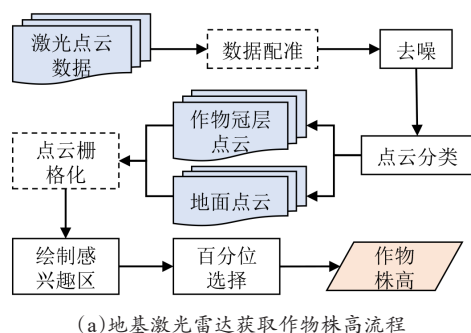 激光点云
数据
数据配准
去噪
作物冠层
点云
点云分类
点云栅
格化
地面点云
绘制感
兴趣区
百分位
选择
作物
株高
(a)地基激光雷达获取作物株高流程